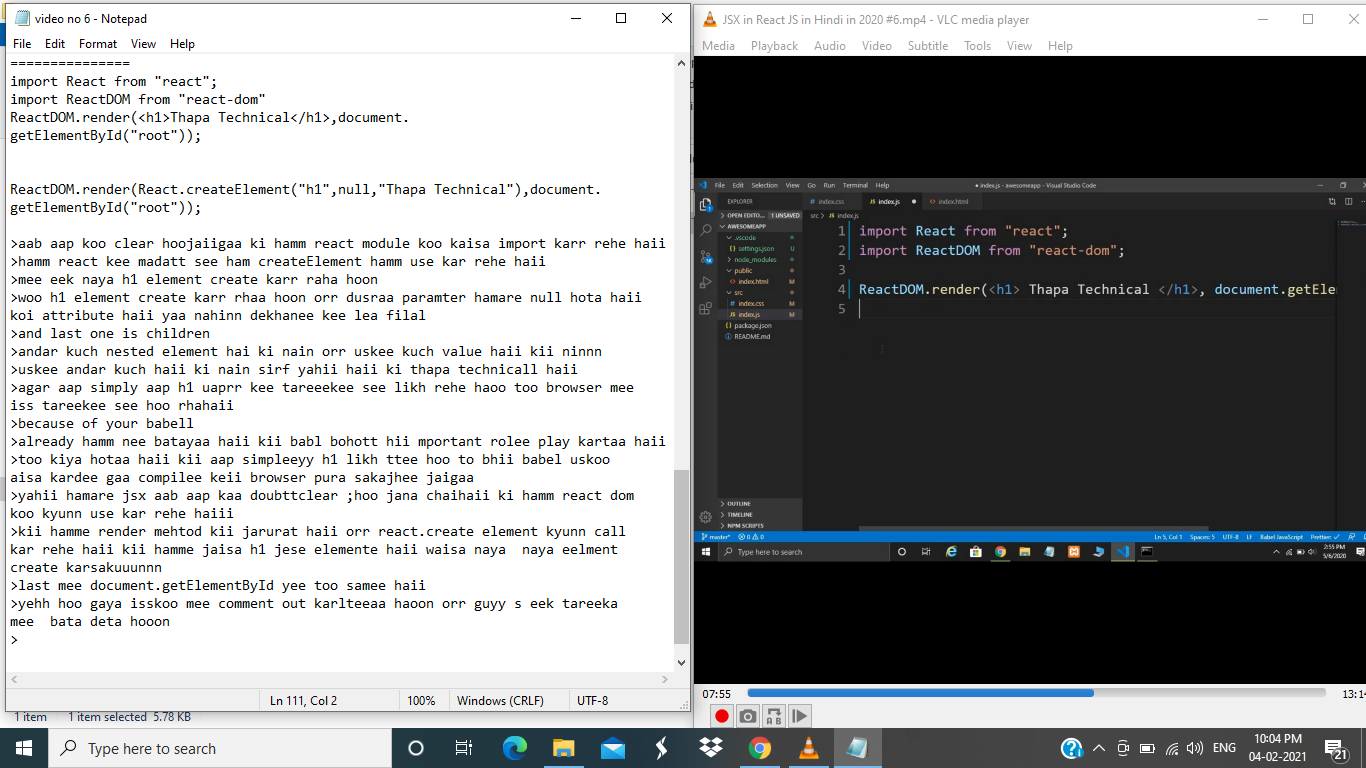 video no 6 - Notepad
File Edit Format View Help
===============
import React from "react";
import ReactDOM from "react-dom"
ReactDOM.render(<h1>Thapa Technical</h1>,document.
getElementById("root"));
ReactDOM.render(React.createElement("h1",null,"Thapa Technical"),document.
getElementById("root"));
>aab aap koo clear hoojaiigaa ki hamm react module koo kaisa import karr rehe haii
>hamm react kee madatt see ham createElement hamm use kar rehe haii
>mee eek naya h1 element create karr raha hoon
>woo h1 element create karr rhaa hoon orr dusraa paramter hamare null hota haii
koi attribute haii yaa nahinn dekhanee kee lea filal
>and last one is children
>andar kuch nested element hai ki nain orr uskee kuch value haii kii ninnn
>uskee andar kuch haii ki nain sirf yahii haii ki thapa technicall haii
>agar aap simply aap h1 uaprr kee tareeekee see likh rehe haoo too browser mee
iss tareekee see hoo rhahaii
>because of your babell
>already hamm nee batayaa haii kii babl bohott hii mportant rolee play kartaa haii
>too kiya hotaa haii kii aap simpleeyy h1 likh ttee hoo to bhii babel uskoo
aisa kardee gaa compilee keii browser pura sakajhee jaigaa
>yahii hamare jsx aab aap kaa doubttclear ;hoo jana chaihaii ki hamm react dom
koo kyunn use kar rehe haiii
>kii hamme render mehtod kii jarurat haii orr react.create element kyunn call
kar rehe haii kii hamme jaisa h1 jese elemente haii waisa naya  naya eelment
create karsakuuunnn
>last mee document.getElementById yee too samee haii
>yehh hoo gaya isskoo mee comment out karlteeaa haoon orr guyy s eek tareeka
mee  bata deta hooon
>
Ln 111, Col 2 100% Windows (CRLF) UTF-8
1 item 1 item selected 5.78 KB
JSX in React JS in Hindi in 2020 #6.mp4 - VLC media player
Media Playback Audio Video Subtitle Tools View Help
File Edit Selection View Go Run Terminal Help
● index.js - awesomeapp - Visual Studio Code
EXPLORER
index.css index.js ● index.html
OPEN EDITO... 1 UNSAVED
src > index.js
AWESOMEAPP
.vscode
settings.json U
node_modules
public
index.html M
src
index.css M
index.js M
package.json
README.md
OUTLINE
TIMELINE
NPM SCRIPTS
1 import React from "react";
2 import ReactDOM from "react-dom";
3
4 ReactDOM.render(<h1> Thapa Technical </h1>, document.getEle
5
master* 0 0 Ln 5, Col 1 Spaces: 5 UTF-8 LF Babel JavaScript Prettier: ✓
Type here to search
2:55 PM
5/6/2020
07:55 13:14
Type here to search
ENG
10:04 PM
04-02-2021
21